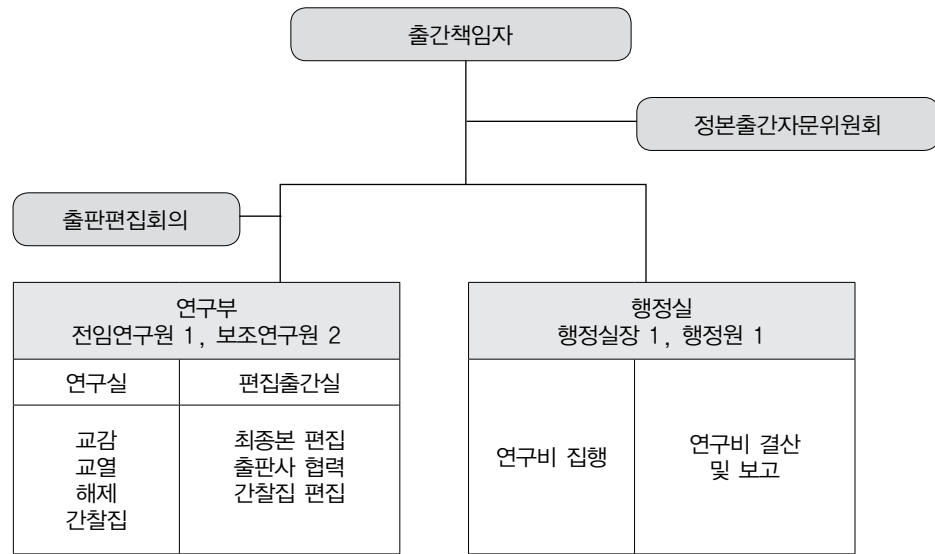 출간책임자
정본출간자문위원회
출판편집회의
연구부
전임연구원 1, 보조연구원 2
연구실
편집출간실
교감
교열
해제
간찰집
최종본 편집
출판사 협력
간찰집 편집
행정실
행정실장 1, 행정원 1
연구비 집행
연구비 결산
및 보고